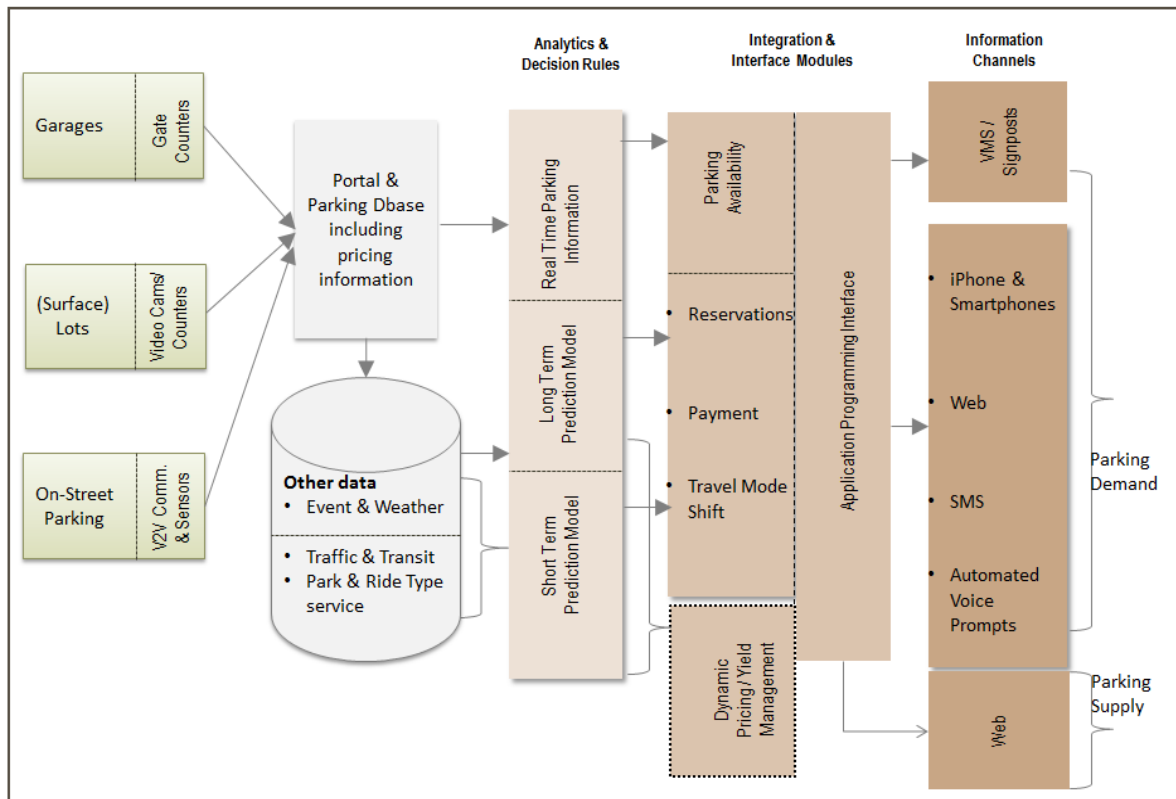 Analytics &
Decision Rules
Integration &
Interface Modules
Information
Channels
Garages
Gate
Counters
(Surface)
Lots
Video Cams/
Counters
On-Street
Parking
V2V Comm.
& Sensors
Portal &
Parking Dbase
including
pricing
information
Other data
• Event & Weather
• Traffic & Transit
• Park & Ride Type
service
Real Time Parking
Information
Long Term
Prediction Model
Short Term
Prediction Model
Parking
Availability
• Reservations
• Payment
• Travel Mode
Shift
Dynamic
Pricing / Yield
Management
Application Programming Interface
VMS /
Signposts
• iPhone &
Smartphones
• Web
• SMS
• Automated
Voice
Prompts
Web
Parking
Demand
Parking
Supply